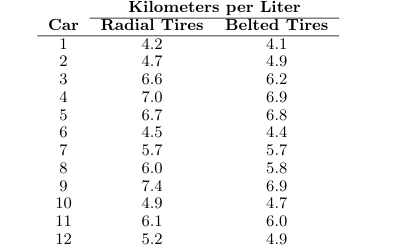 Kilometers per Liter
Car Radial Tires Belted Tires
1 4.2 4.1
2 4.7 4.9
3 6.6 6.2
4 7.0 6.9
5 6.7 6.8
6 4.5 4.4
7 5.7 5.7
8 6.0 5.8
9 7.4 6.9
10 4.9 4.7
11 6.1 6.0
12 5.2 4.9